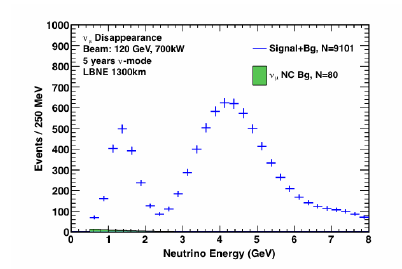 ν_μ Disappearance
Beam: 120 GeV, 700kW
5 years ν-mode
LBNE 1300km
Signal+Bg, N=9101
ν_μ NC Bg, N=80
Events / 250 MeV
1000
900
800
700
600
500
400
300
200
100
0
0 1 2 3 4 5 6 7 8
Neutrino Energy (GeV)